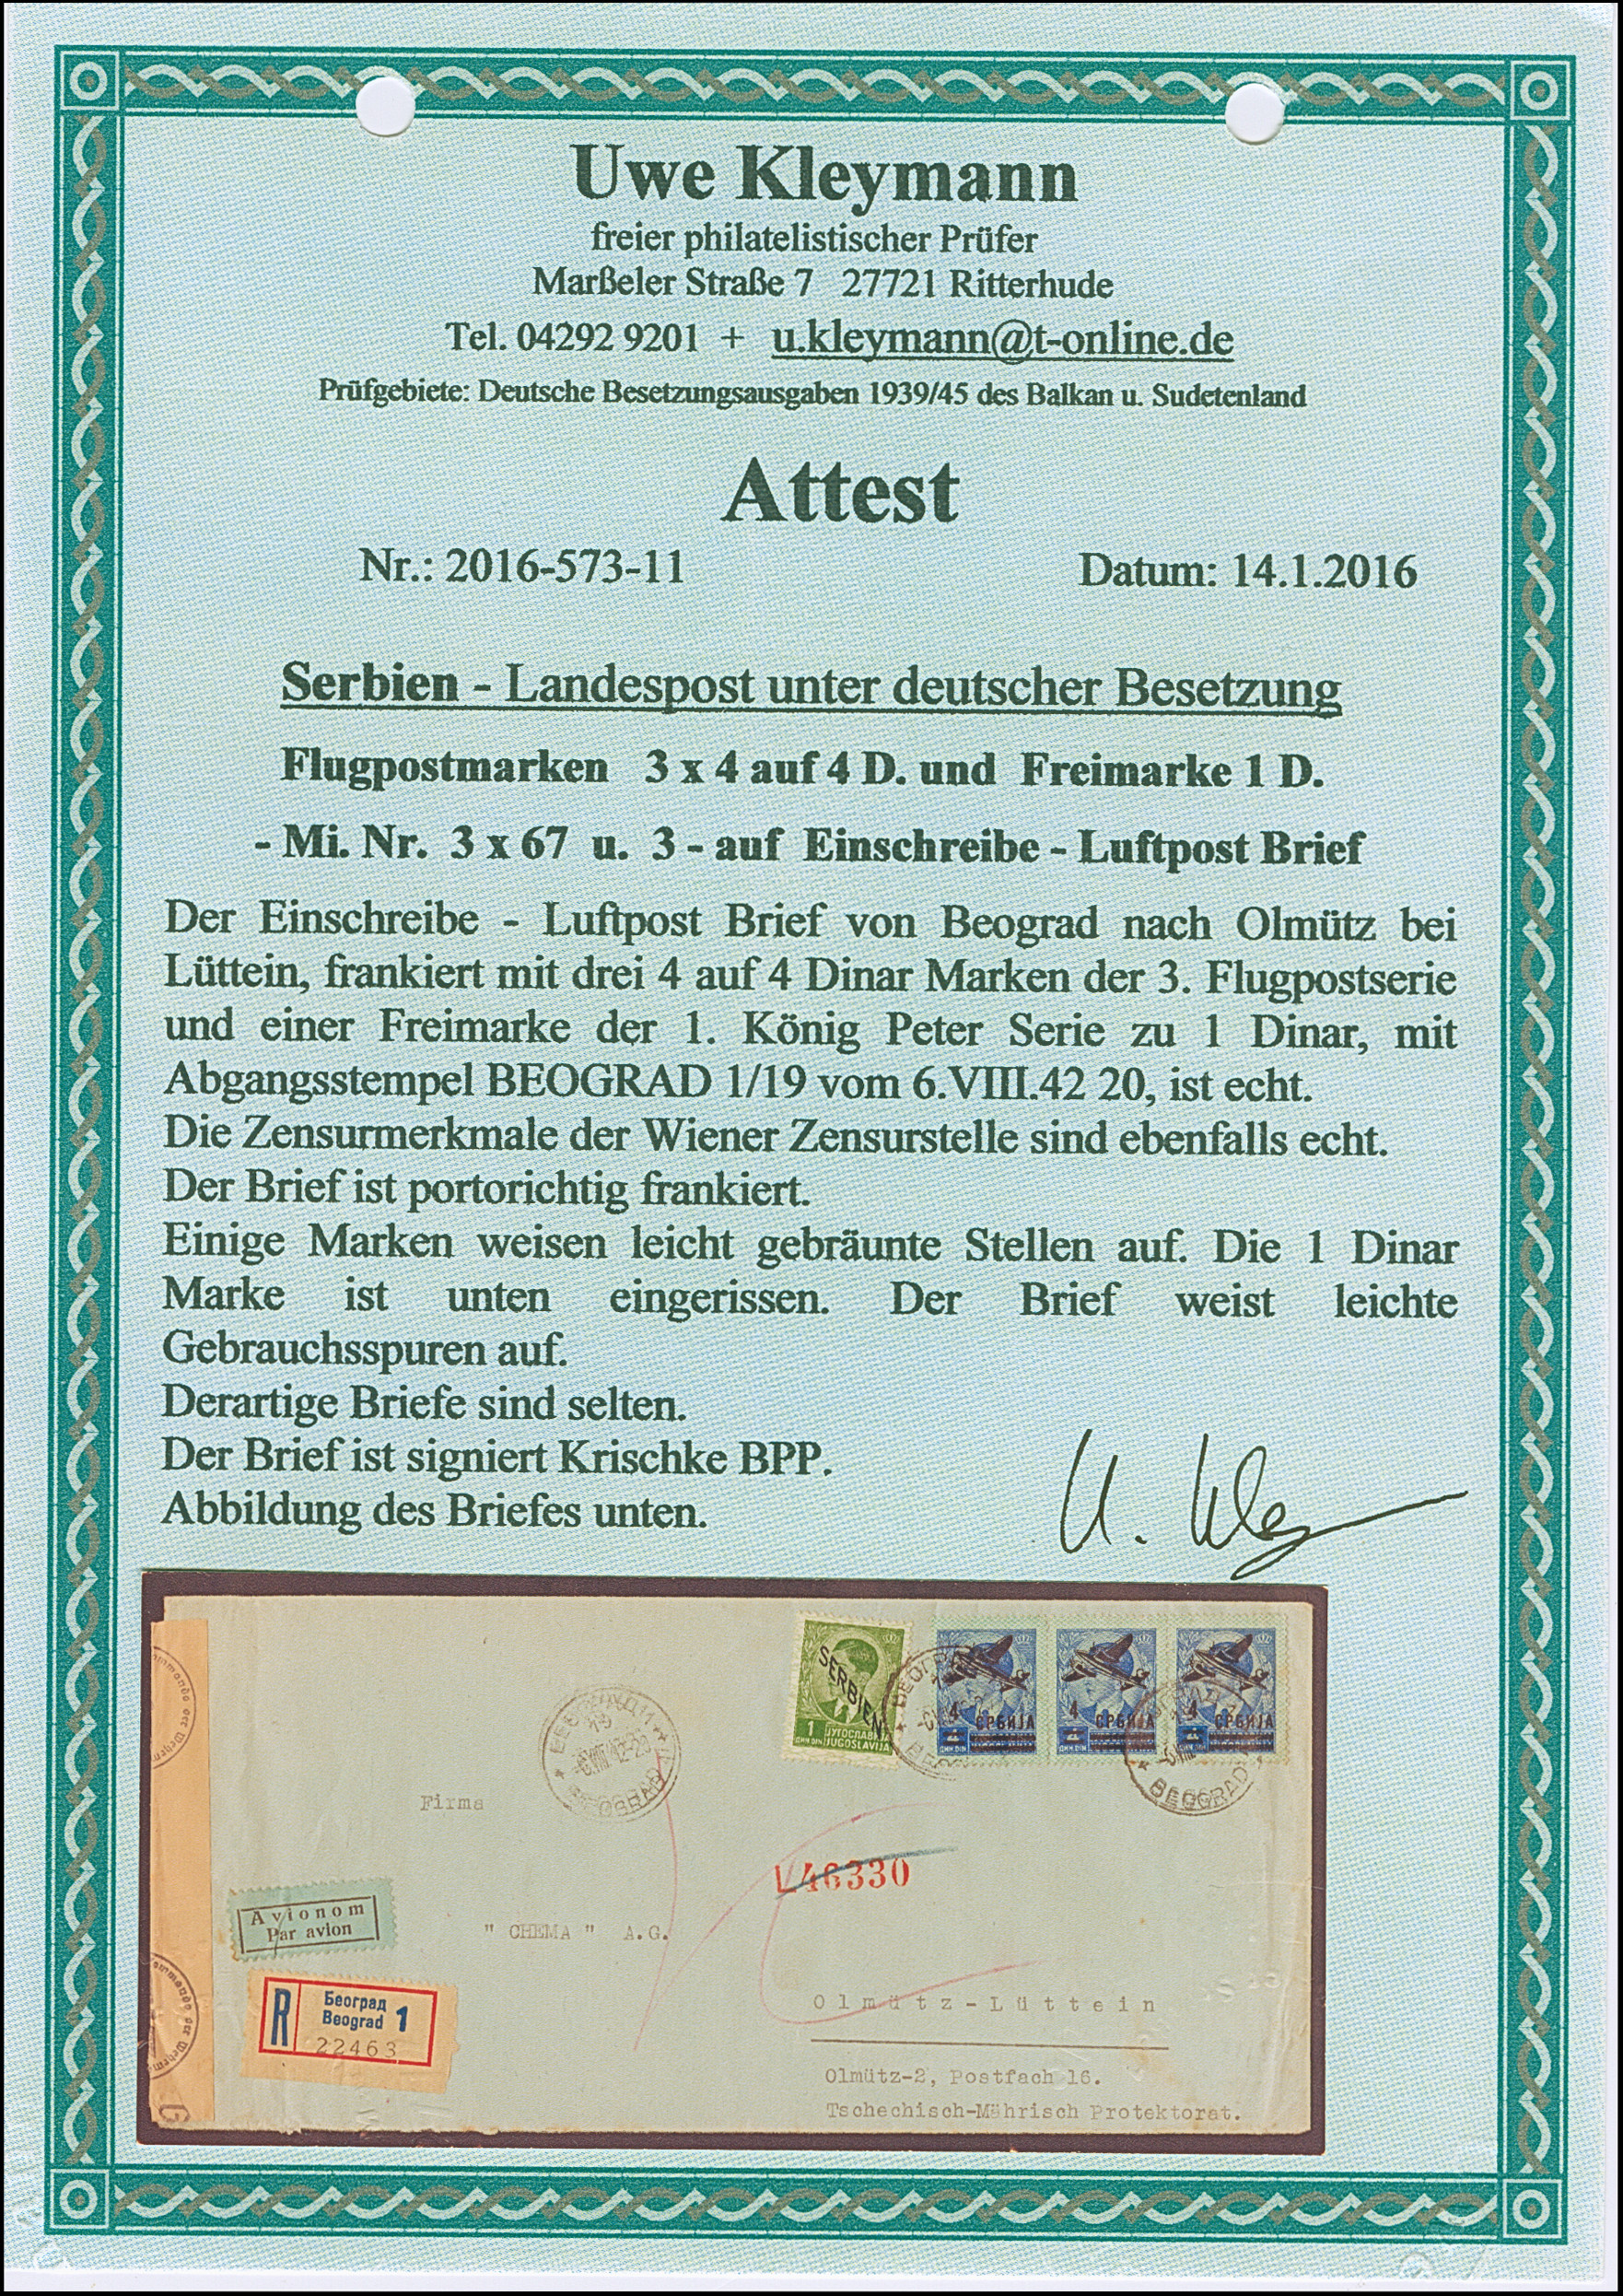 Uwe Kleymann
freier philatelistischer Prüfer
Marßeler Straße 7 27721 Ritterhude
Tel. 04292 9201 + u.kleymann@t-online.de
Prüfgebiete: Deutsche Besetzungsausgaben 1939/45 des Balkan u. Sudetenland
Attest
Nr.: 2016-573-11 Datum: 14.1.2016
Serbien - Landespost unter deutscher Besetzung
Flugpostmarken 3 x 4 auf 4 D. und Freimarke 1 D.
- Mi. Nr. 3 x 67 u. 3 - auf Einschreibe - Luftpost Brief
Der Einschreibe - Luftpost Brief von Beograd nach Olmütz bei
Lüttein, frankiert mit drei 4 auf 4 Dinar Marken der 3. Flugpostserie
und einer Freimarke der 1. König Peter Serie zu 1 Dinar, mit
Abgangsstempel BEOGRAD 1/19 vom 6.VIII.42 20, ist echt.
Die Zensurmerkmale der Wiener Zensurstelle sind ebenfalls echt.
Der Brief ist portorichtig frankiert.
Einige Marken weisen leicht gebräunte Stellen auf. Die 1 Dinar
Marke ist unten eingerissen. Der Brief weist leichte
Gebrauchsspuren auf.
Derartige Briefe sind selten.
Der Brief ist signiert Krischke BPP.
Abbildung des Briefes unten.
SERBIEN
1 ЈУГОСЛАВИЈА
JUGOSLAVIJA
4 СРБИЈА 4 СРБИЈА 4 СРБИЈА
BEOGRAD
BEOGRAD
Firma
L46330
Avionom
Par avion
" CHEMA " A.G.
R Београд
Beograd 1
22463
Olmütz-Lüttein
Olmütz-2, Postfach 16.
Tschechisch-Mährisch Protektorat.